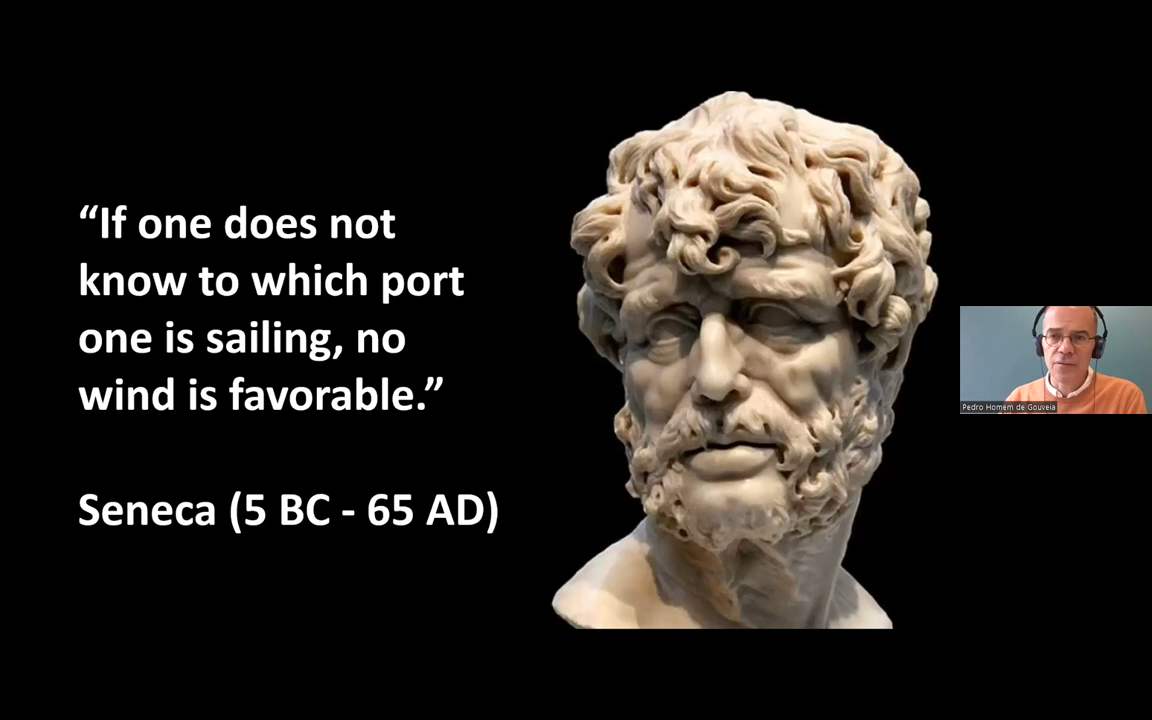 “If one does not
know to which port
one is sailing, no
wind is favorable.”
Seneca (5 BC - 65 AD)
Pedro Homem de Gouveia